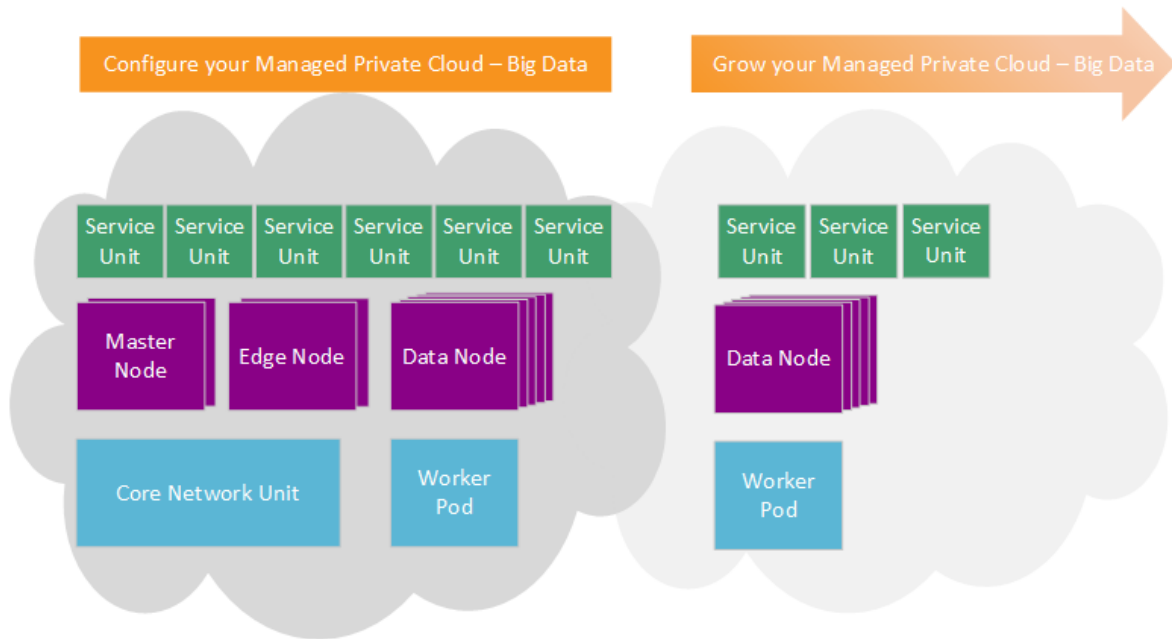 Configure your Managed Private Cloud – Big Data
Grow your Managed Private Cloud – Big Data
Service
Unit
Service
Unit
Service
Unit
Service
Unit
Service
Unit
Service
Unit
Service
Unit
Service
Unit
Service
Unit
Master
Node
Edge Node
Data Node
Data Node
Core Network Unit
Worker
Pod
Worker
Pod